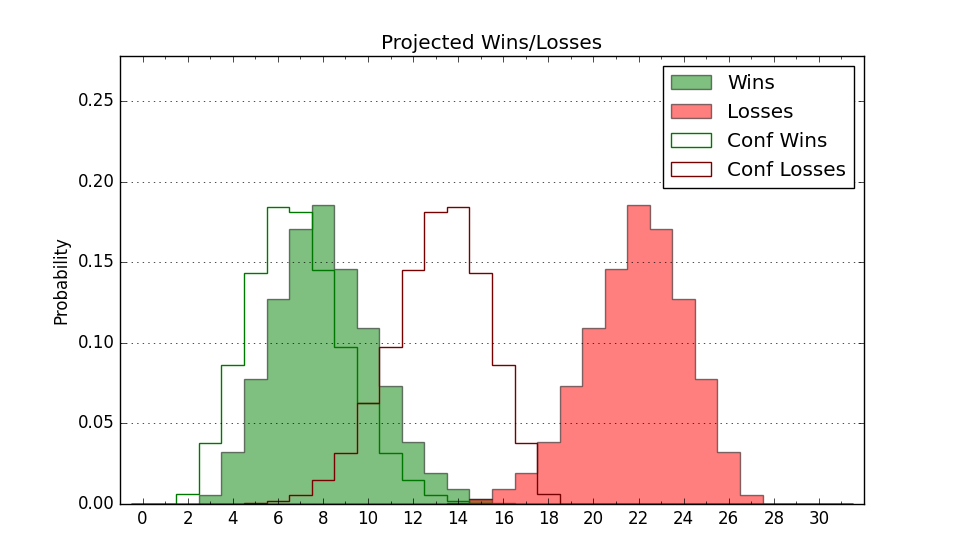 Projected Wins/Losses
Wins
Losses
Conf Wins
Conf Losses
Probability
0.25
0.20
0.15
0.10
0.05
0.00
0 2 4 6 8 10 12 14 16 18 20 22 24 26 28 30